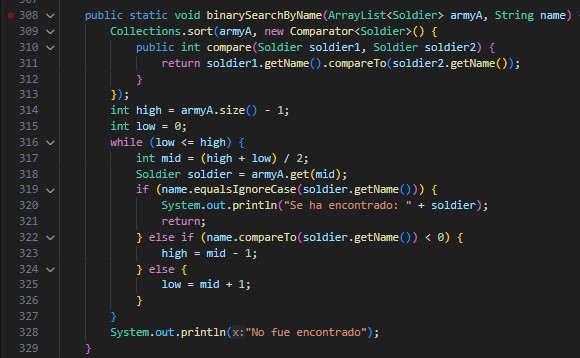 308 public static void binarySearchByName(ArrayList<Soldier> armyA, String name)
309 Collections.sort(armyA, new Comparator<Soldier>() {
310 public int compare(Soldier soldier1, Soldier soldier2) {
311 return soldier1.getName().compareTo(soldier2.getName());
312 }
313 });
314 int high = armyA.size() - 1;
315 int low = 0;
316 while (low <= high) {
317 int mid = (high + low) / 2;
318 Soldier soldier = armyA.get(mid);
319 if (name.equalsIgnoreCase(soldier.getName())) {
320 System.out.println("Se ha encontrado: " + soldier);
321 return;
322 } else if (name.compareTo(soldier.getName()) < 0) {
323 high = mid - 1;
324 } else {
325 low = mid + 1;
326 }
327 }
328 System.out.println(x:"No fue encontrado");
329 }